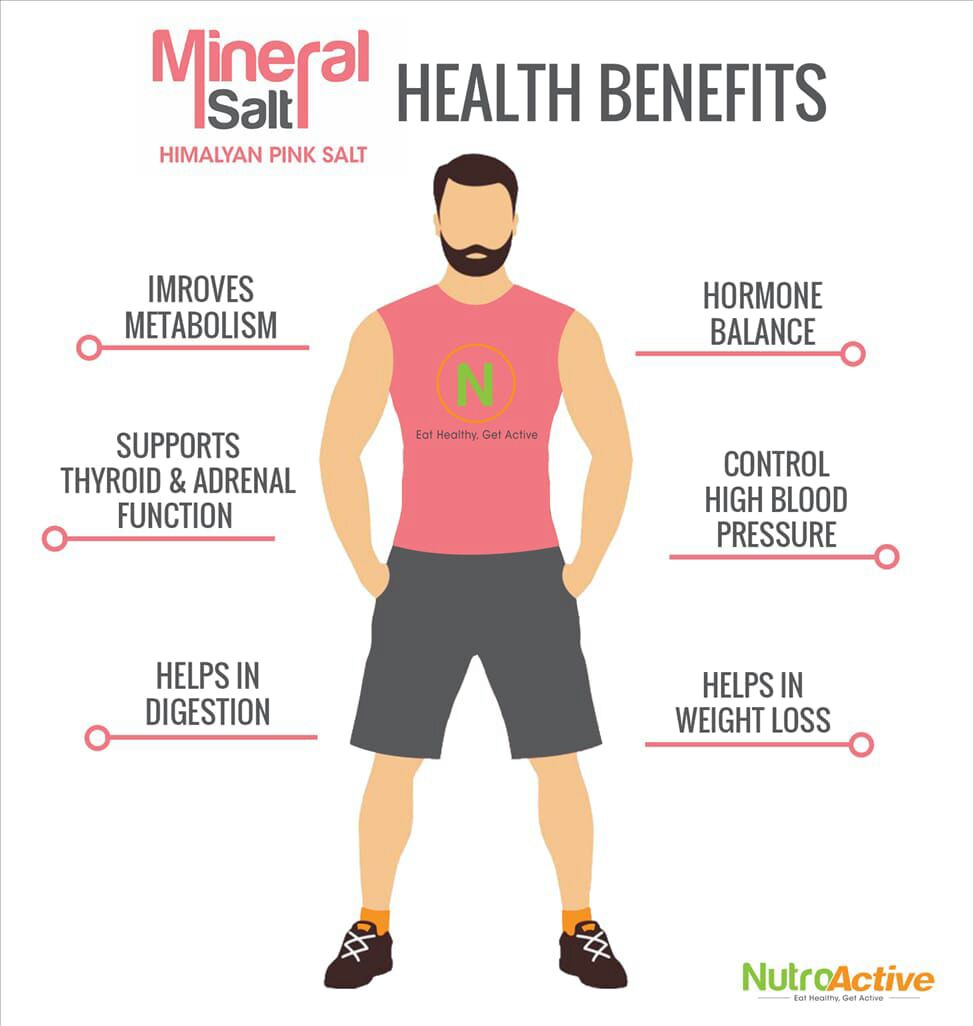 Mineral
Salt
HIMALYAN PINK SALT
HEALTH BENEFITS
IMROVES
METABOLISM
HORMONE
BALANCE
N
Eat Healthy, Get Active
SUPPORTS
THYROID & ADRENAL
FUNCTION
CONTROL
HIGH BLOOD
PRESSURE
HELPS IN
DIGESTION
HELPS IN
WEIGHT LOSS
NutroActive
Eat Healthy, Get Active